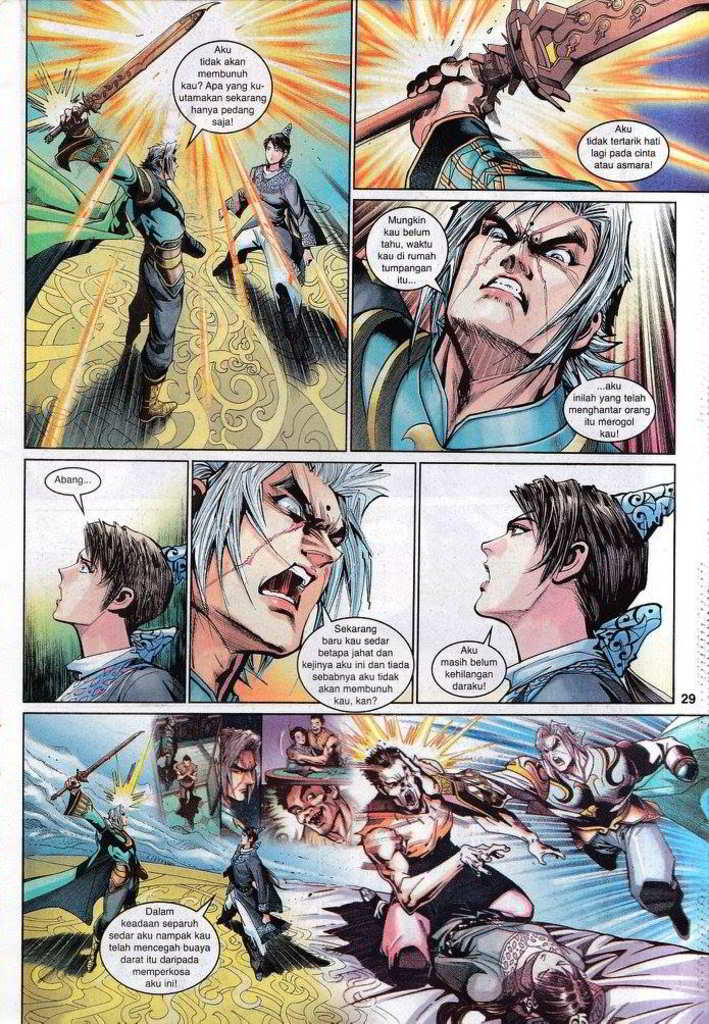 Aku
tidak akan
membunuh
kau? Apa yang ku-
utamakan sekarang
hanya pedang
saja!
Aku
tidak tertarik hati
lagi pada cinta
atau asmara!
Mungkin
kau belum
tahu, waktu
kau di rumah
tumpangan
itu...
...aku
inilah yang telah
menghantar orang
itu merogol
kau!
Abang...
Sekarang
baru kau sedar
betapa jahat dan
kejinya aku ini dan tiada
sebabnya aku tidak
akan membunuh
kau, kan?
Aku
masih belum
kehilangan
daraku!
29
Dalam
keadaan separuh
sedar aku nampak kau
telah mencegah buaya
darat itu daripada
memperkosa
aku ini!